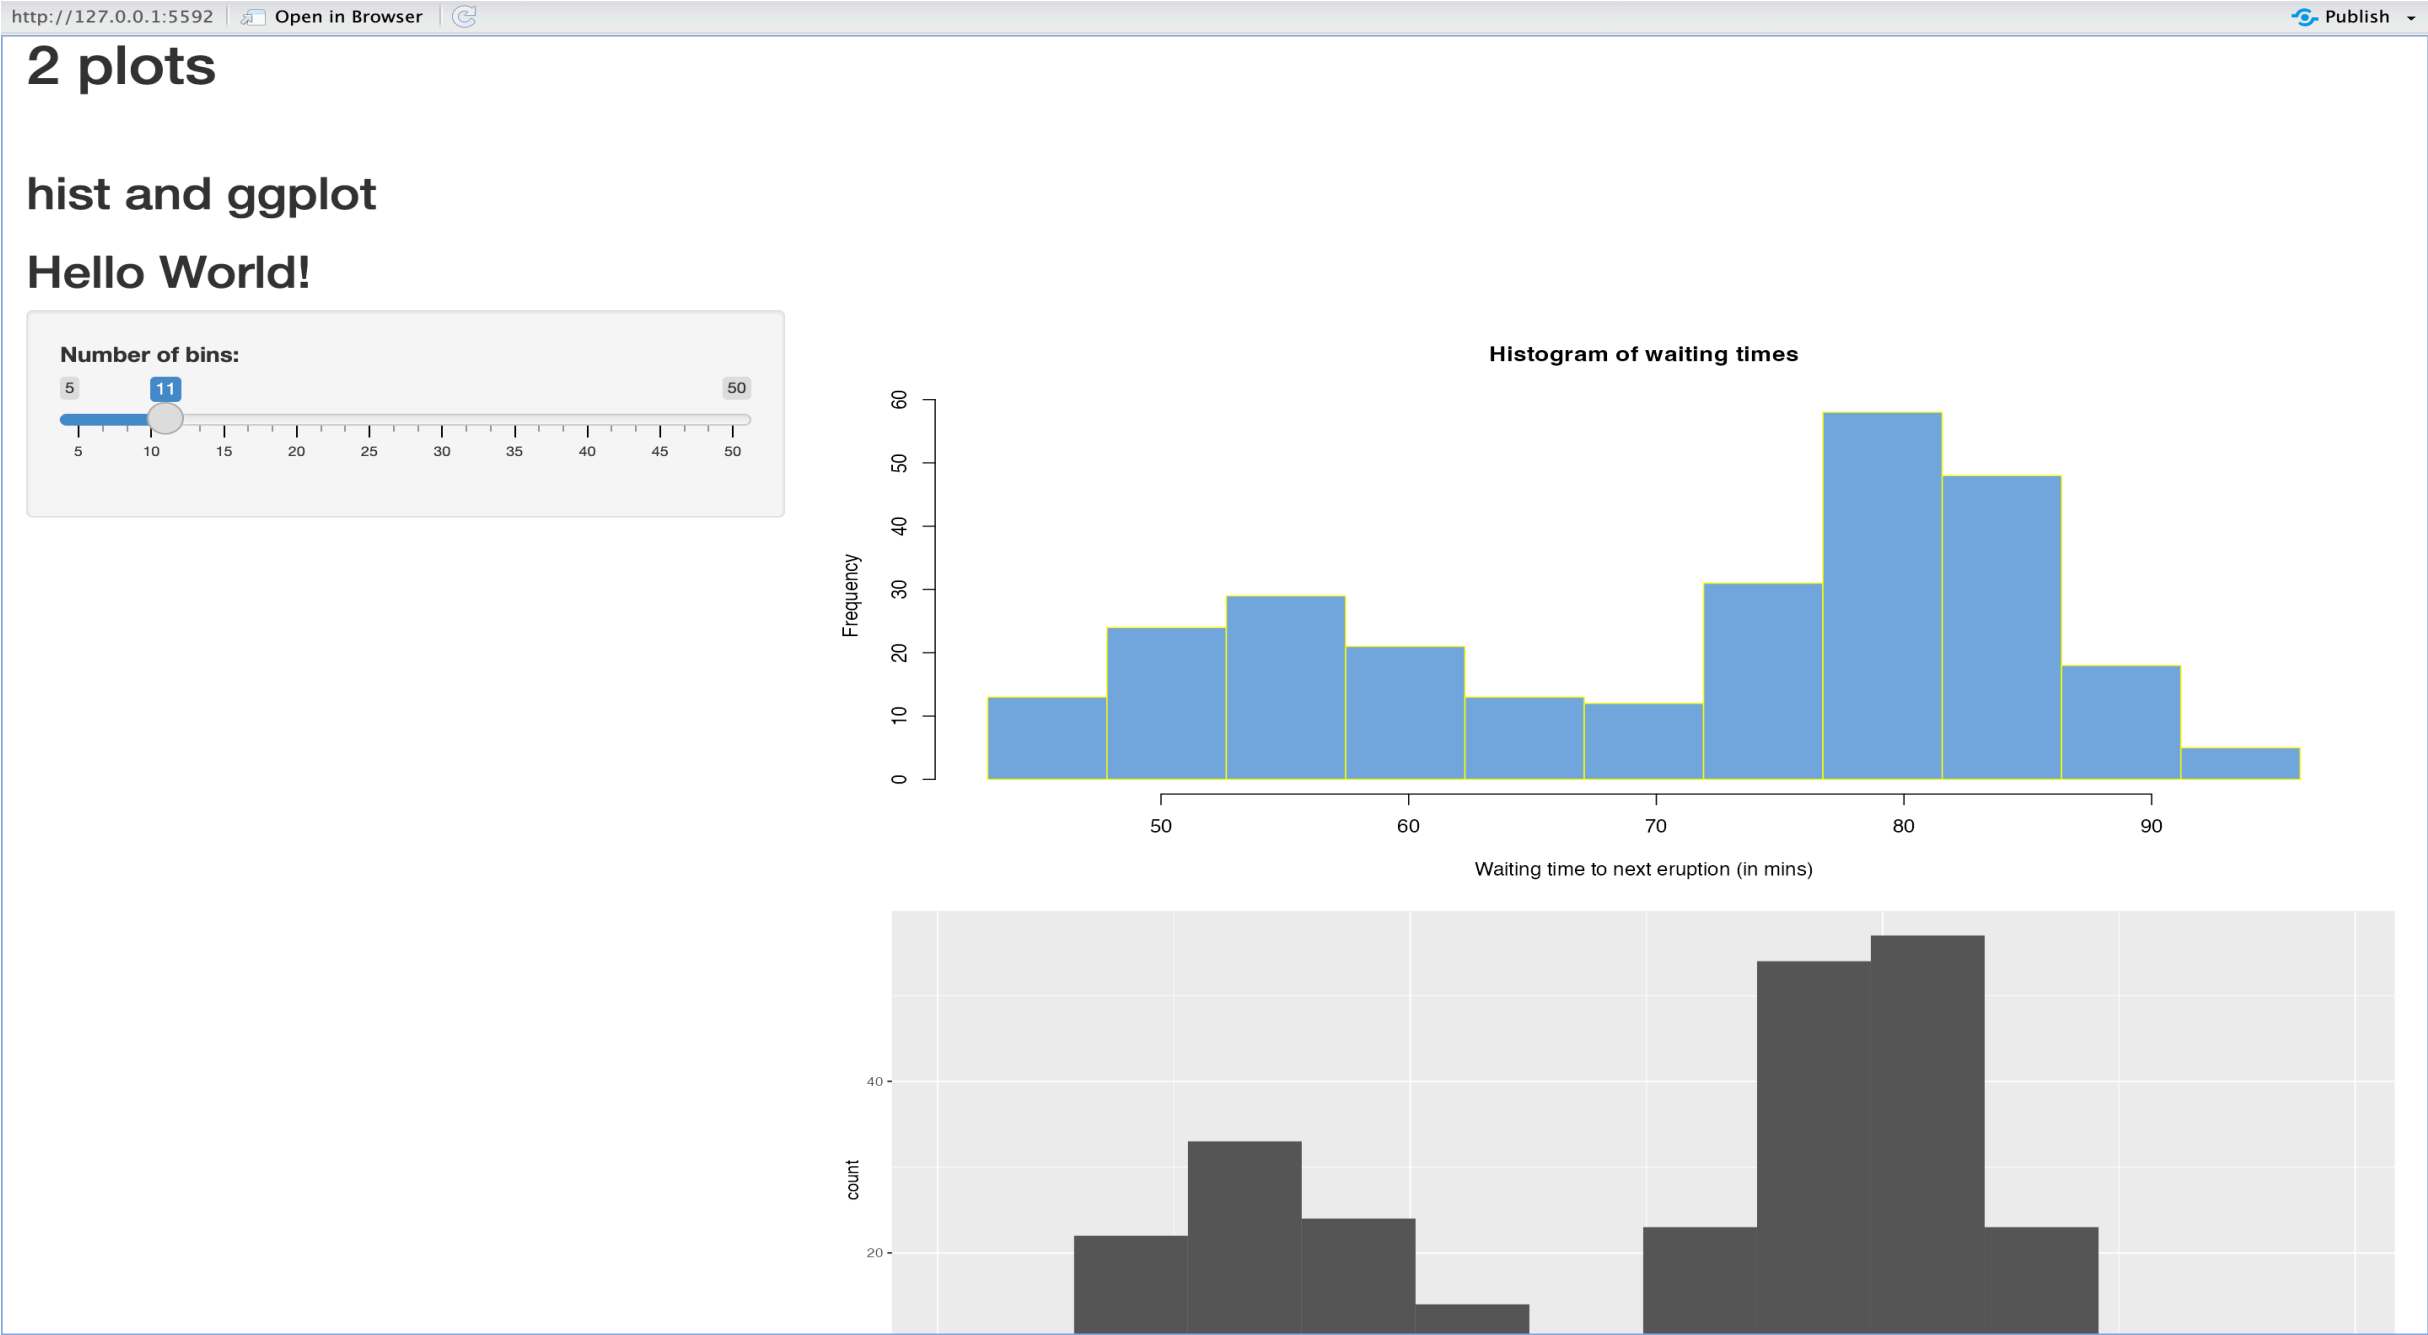 http://127.0.0.1:5592 Open in Browser Publish
2 plots
hist and ggplot
Hello World!
Number of bins:
5 11 50
5 10 15 20 25 30 35 40 45 50
Histogram of waiting times
Frequency
60
50
40
30
20
10
0
50 60 70 80 90
Waiting time to next eruption (in mins)
count
40
20